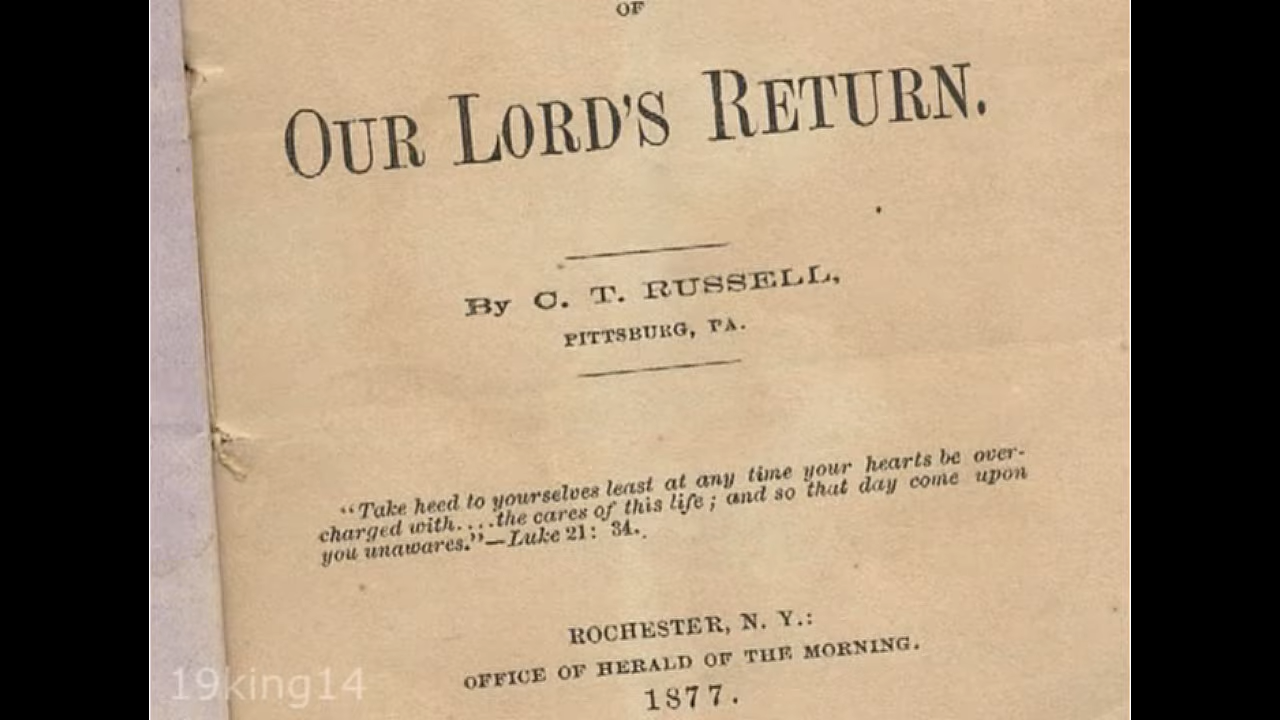 OF
OUR LORD'S RETURN.
By C. T. RUSSELL,
PITTSBURG, PA.
"Take heed to yourselves least at any time your hearts be over-
charged with....the cares of this life; and so that day come upon
you unawares."—Luke 21: 34.
ROCHESTER, N. Y.:
OFFICE OF HERALD OF THE MORNING.
1877.
19king14